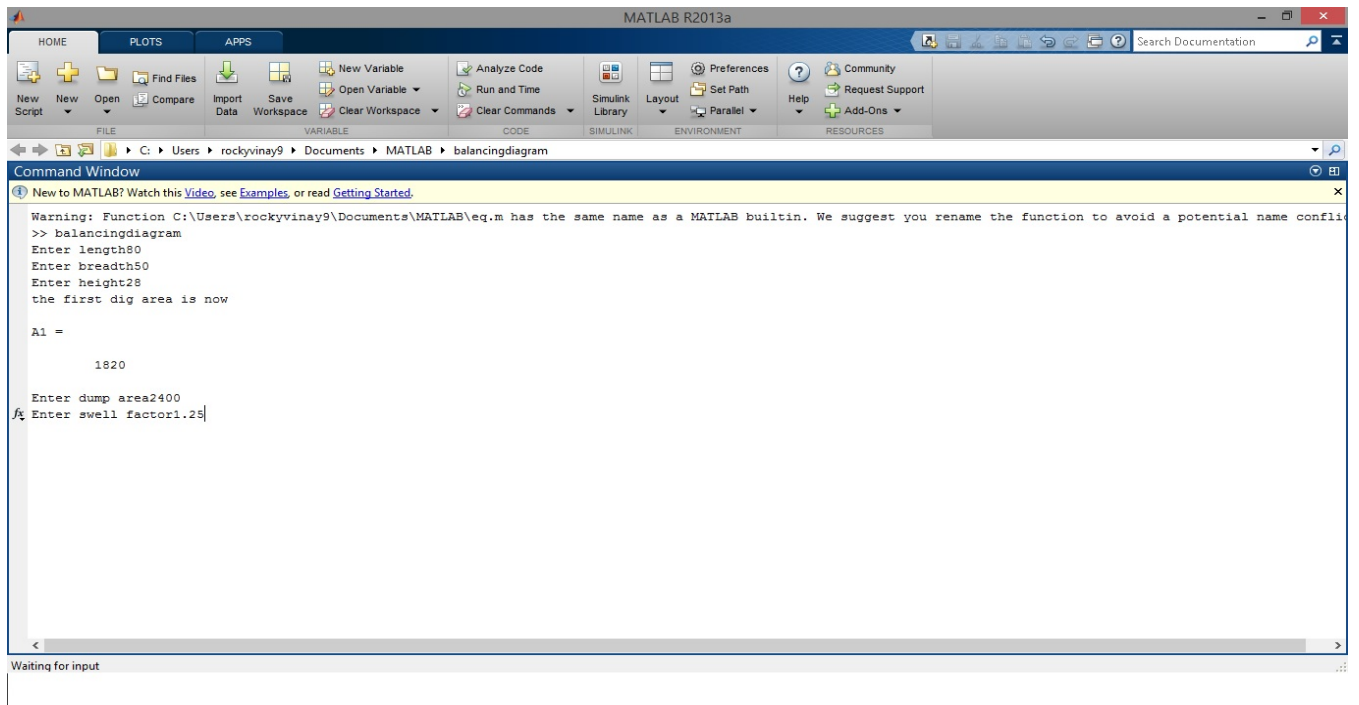 MATLAB R2013a
HOME PLOTS APPS Search Documentation
New Script New Open Find Files Compare Import Data Save Workspace New Variable Open Variable Clear Workspace Analyze Code Run and Time Clear Commands Simulink Library Layout Preferences Set Path Parallel Help Community Request Support Add-Ons
FILE VARIABLE CODE SIMULINK ENVIRONMENT RESOURCES
C: Users rockyvinay9 Documents MATLAB balancingdiagram
Command Window
New to MATLAB? Watch this Video, see Examples, or read Getting Started.
Warning: Function C:\Users\rockyvinay9\Documents\MATLAB\eq.m has the same name as a MATLAB builtin. We suggest you rename the function to avoid a potential name conflic
>> balancingdiagram
Enter length80
Enter breadth50
Enter height28
the first dig area is now
A1 =
1820
Enter dump area2400
fx Enter swell factor1.25
Waiting for input